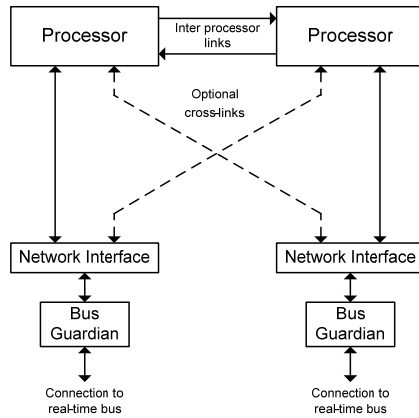 Processor
Inter processor
links
Processor
Optional
cross-links
Network Interface
Network Interface
Bus
Guardian
Bus
Guardian
Connection to
real-time bus
Connection to
real-time bus